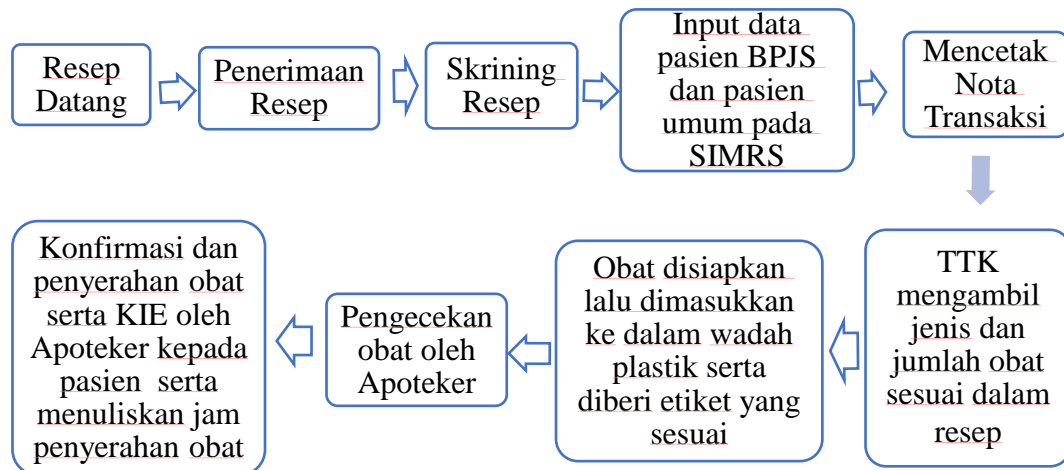 Resep
Datang
Penerimaan
Resep
Skrining
Resep
Input data
pasien BPJS
dan pasien
umum pada
SIMRS
Mencetak
Nota
Transaksi
TTK
mengambil
jenis dan
jumlah obat
sesuai dalam
resep
Obat disiapkan
lalu dimasukkan
ke dalam wadah
plastik serta
diberi etiket yang
sesuai
Pengecekan
obat oleh
Apoteker
Konfirmasi dan
penyerahan obat
serta KIE oleh
Apoteker kepada
pasien serta
menuliskan jam
penyerahan obat